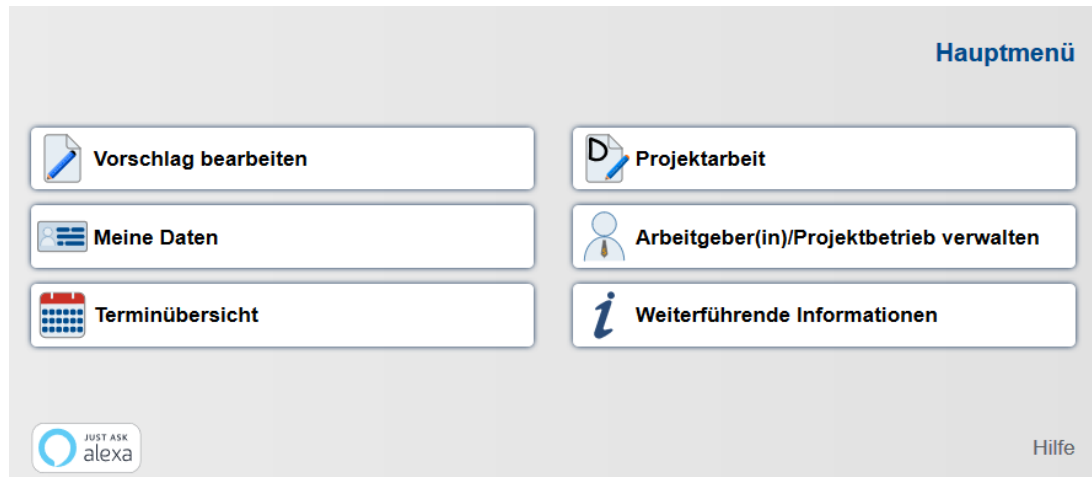 Hauptmenü
Vorschlag bearbeiten
D
Projektarbeit
Meine Daten
Arbeitgeber(in)/Projektbetrieb verwalten
Terminübersicht
i
Weiterführende Informationen
JUST ASK
alexa
Hilfe